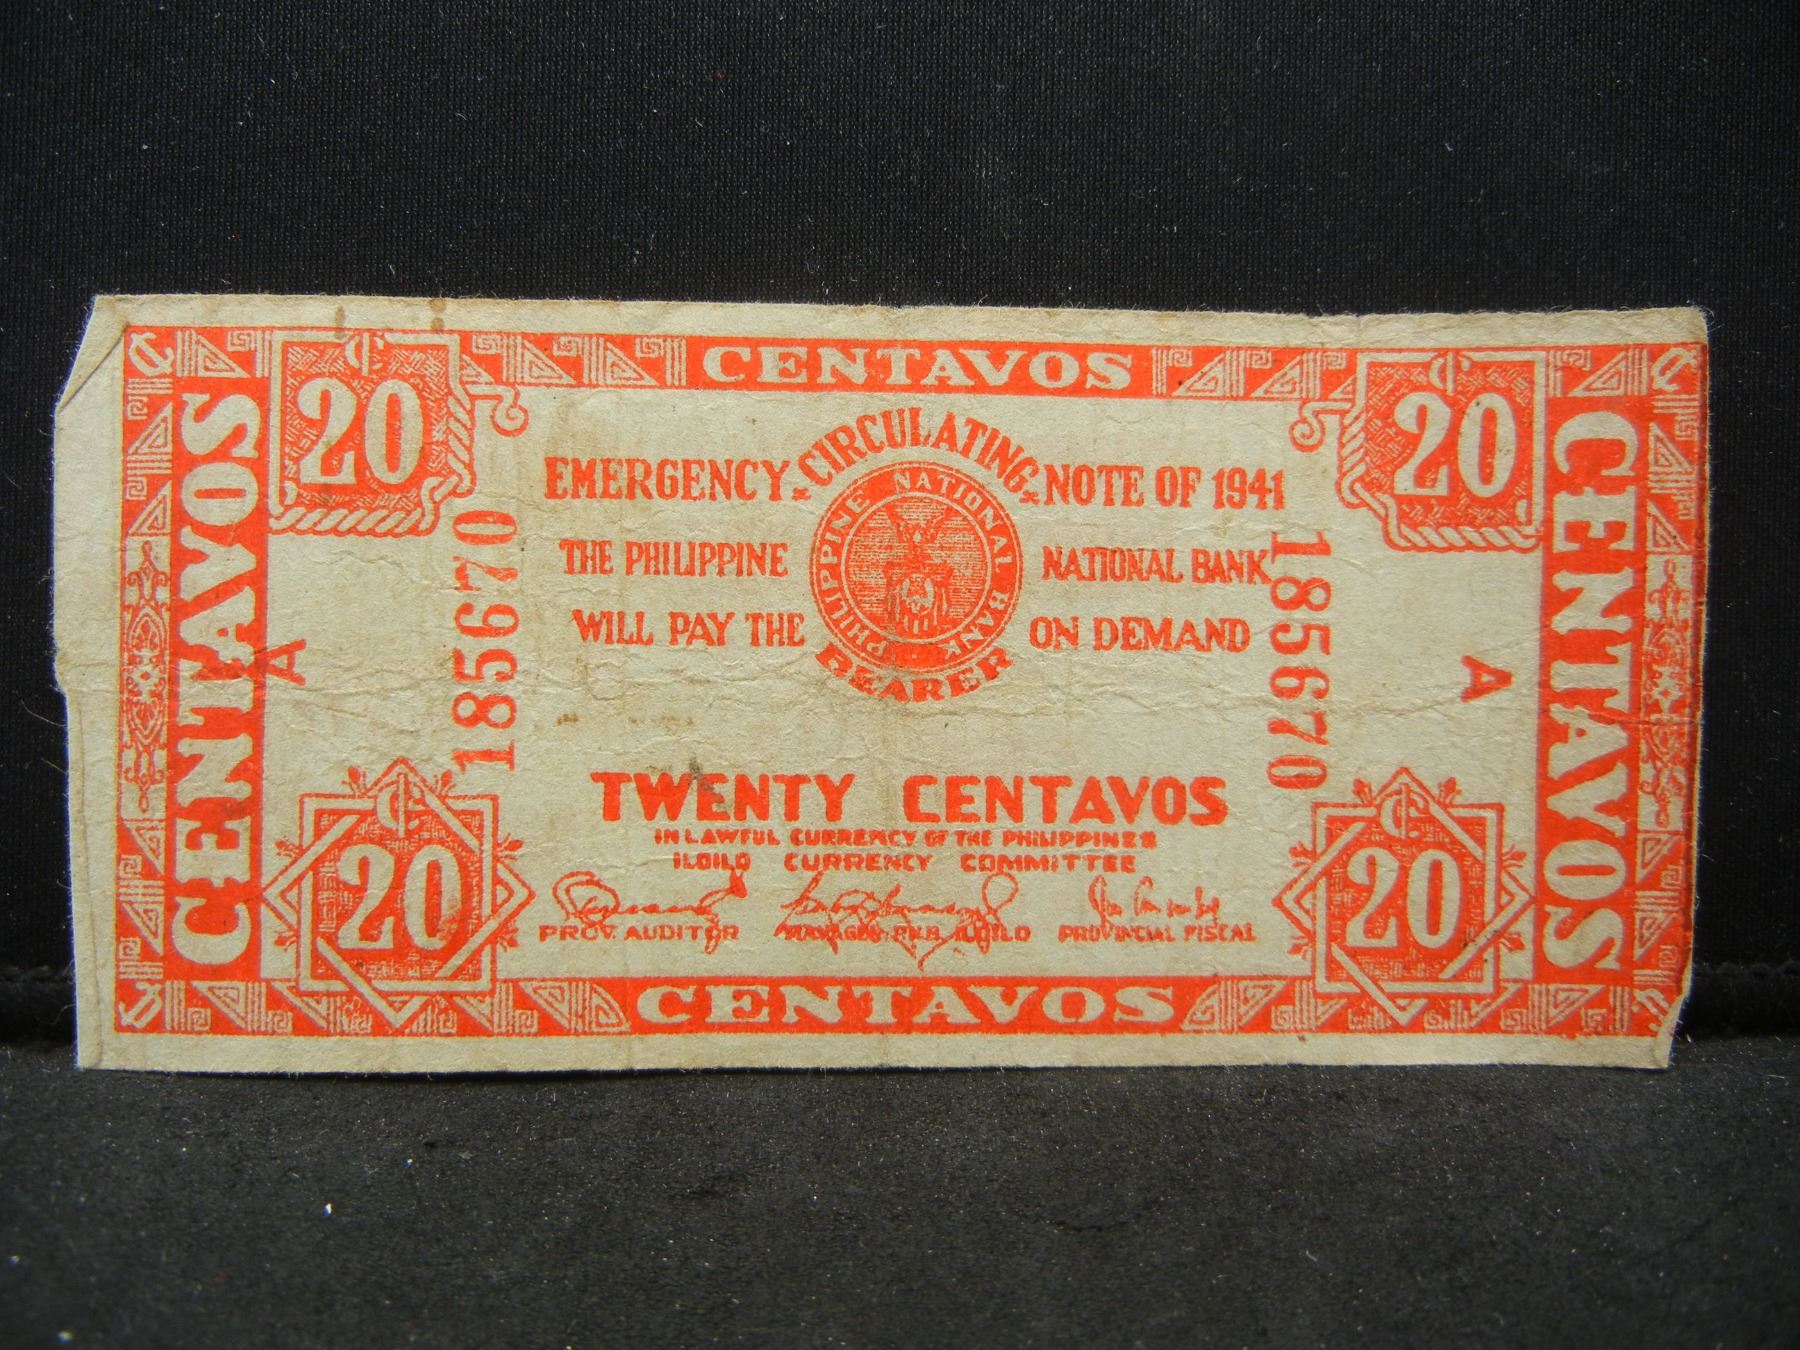 CENTAVOS
₵
20
₵
20
CENTAVOS
CENTAVOS
EMERGENCY CIRCULATING NOTE OF 1941
PHILIPPINE NATIONAL BANK
THE PHILIPPINE NATIONAL BANK
WILL PAY THE BEARER ON DEMAND
185670
185670
A
A
TWENTY CENTAVOS
IN LAWFUL CURRENCY OF THE PHILIPPINES
ILOILO CURRENCY COMMITTEE
PROV. AUDITOR
MANAGER P.N.B. ILOILO
PROVINCIAL FISCAL
₵
20
₵
20
CENTAVOS